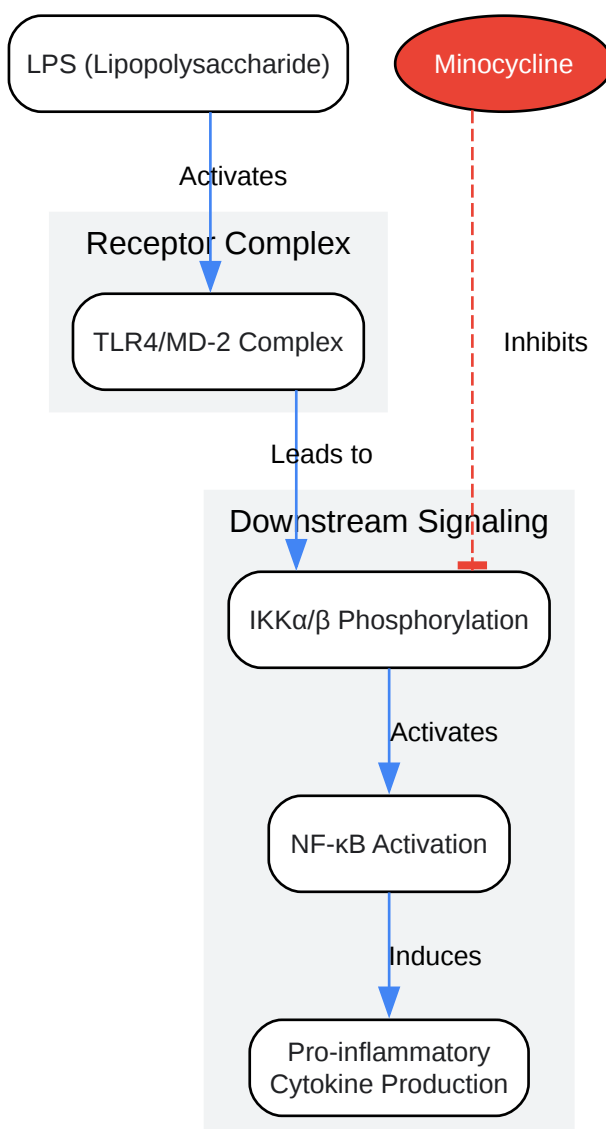 LPS (Lipopolysaccharide)
Minocycline
Activates
Receptor Complex
TLR4/MD-2 Complex
Inhibits
Leads to
Downstream Signaling
IKKα/β Phosphorylation
Activates
NF-κB Activation
Induces
Pro-inflammatory
Cytokine Production